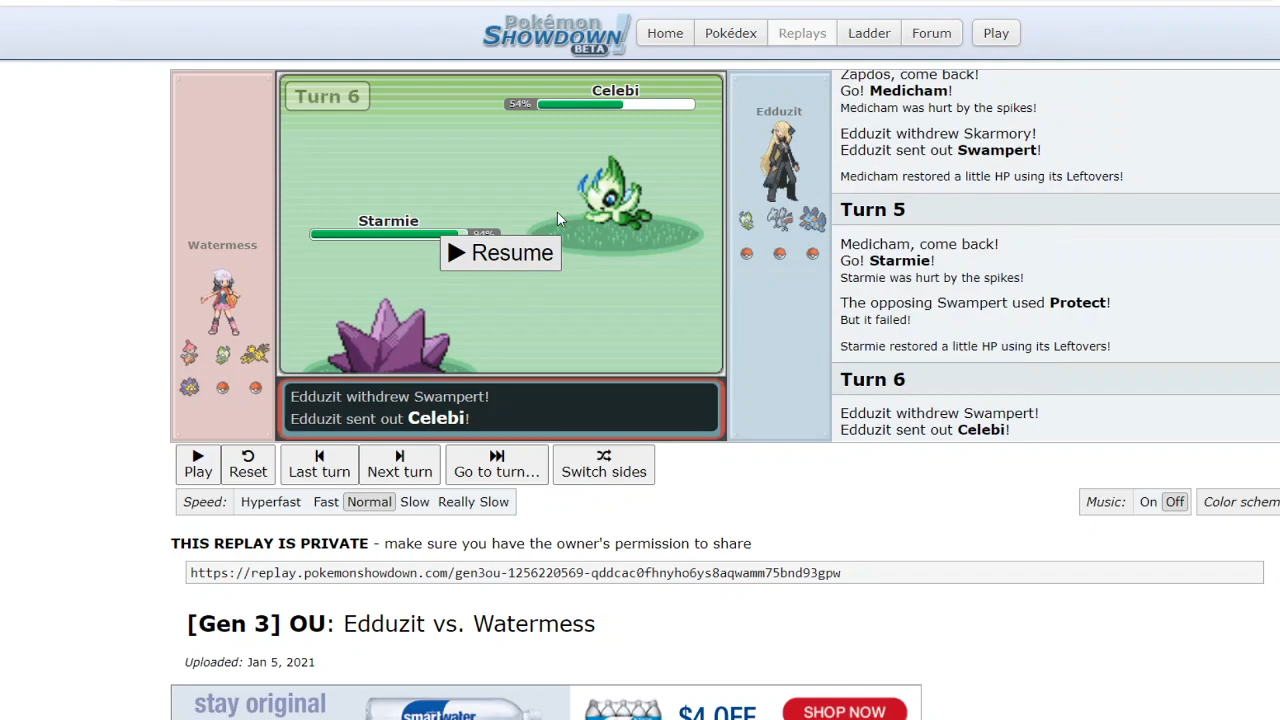 Pokémon
SHOWDOWN
BETA
Home
Pokédex
Replays
Ladder
Forum
Play
Watermess
Turn 6
Celebi
54%
Starmie
94%
Resume
Edduzit withdrew Swampert!
Edduzit sent out Celebi!
Edduzit
Zapdos, come back!
Go! Medicham!
Medicham was hurt by the spikes!
Edduzit withdrew Skarmory!
Edduzit sent out Swampert!
Medicham restored a little HP using its Leftovers!
Turn 5
Medicham, come back!
Go! Starmie!
Starmie was hurt by the spikes!
The opposing Swampert used Protect!
But it failed!
Starmie restored a little HP using its Leftovers!
Turn 6
Edduzit withdrew Swampert!
Edduzit sent out Celebi!
Play
Reset
Last turn
Next turn
Go to turn...
Switch sides
Speed: Hyperfast Fast Normal Slow Really Slow
Music: On Off
Color schem
THIS REPLAY IS PRIVATE - make sure you have the owner's permission to share
https://replay.pokemonshowdown.com/gen3ou-1256220569-qddcac0fhnyho6ys8aqwamm75bnd93gpw
[Gen 3] OU: Edduzit vs. Watermess
Uploaded: Jan 5, 2021
stay original
smartwater
$4 OFF
SHOP NOW